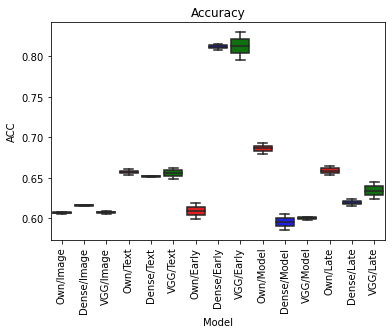 Accuracy
ACC
0.80
0.75
0.70
0.65
0.60
Own/Image
Dense/Image
VGG/Image
Own/Text
Dense/Text
VGG/Text
Own/Early
Dense/Early
VGG/Early
Own/Model
Dense/Model
VGG/Model
Own/Late
Dense/Late
VGG/Late
Model